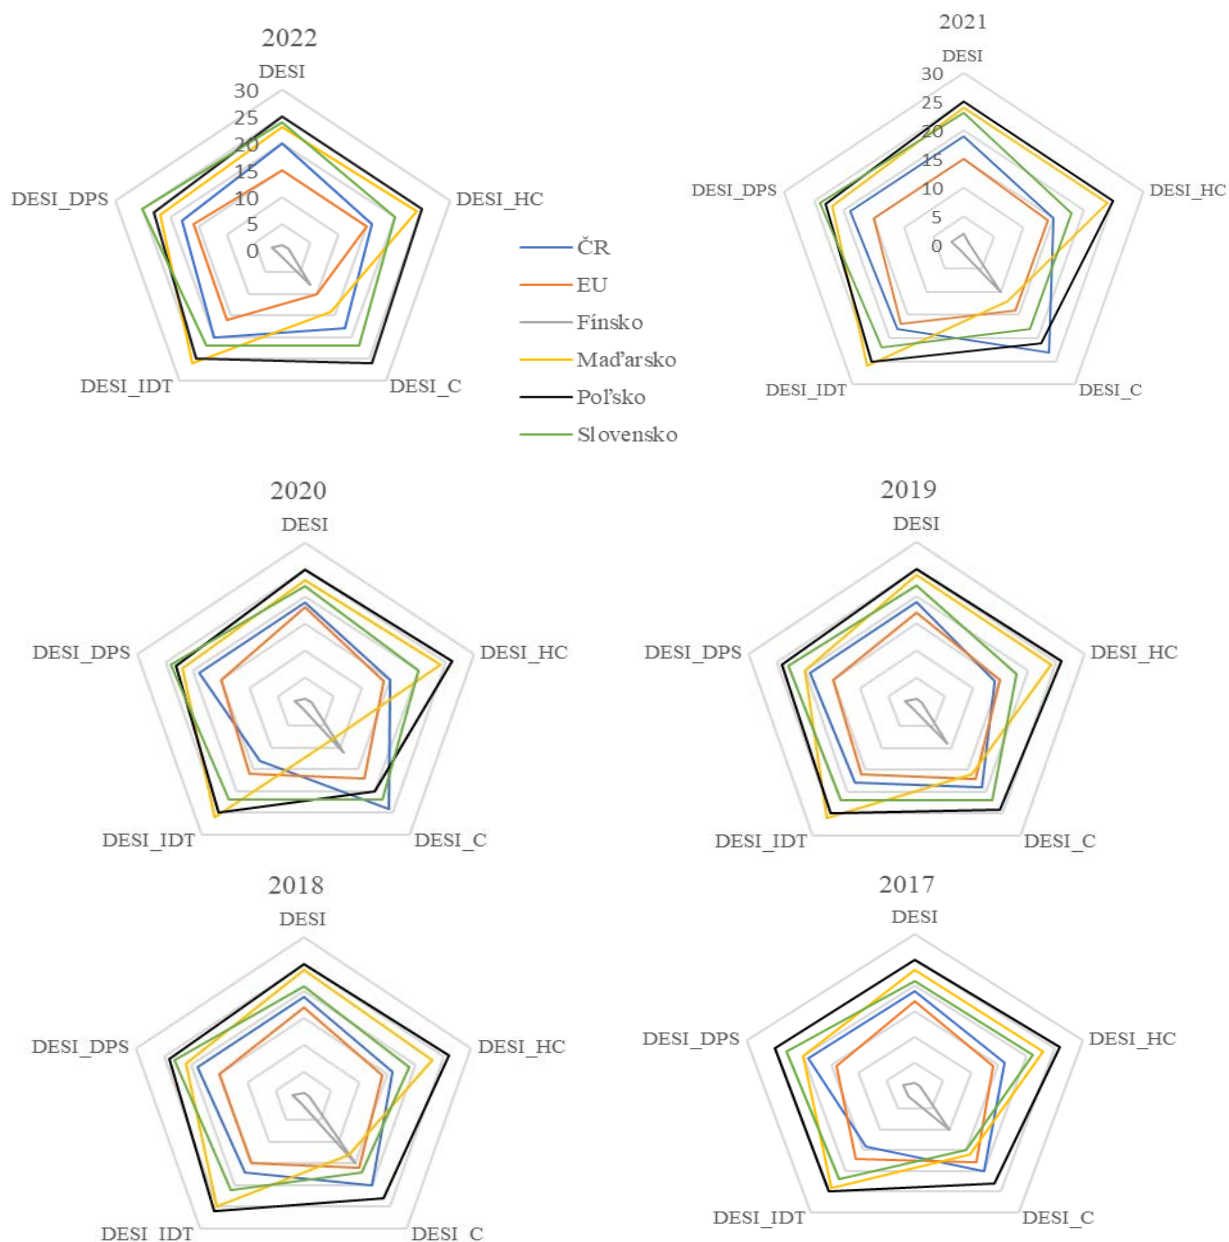 2022
DESI
30
25
20
15
10
5
0
DESI_HC
DESI_C
DESI_IDT
DESI_DPS
ČR
EU
Fínsko
Maďarsko
Poľsko
Slovensko
2021
DESI
30
25
20
15
10
5
0
DESI_HC
DESI_C
DESI_IDT
DESI_DPS
2020
DESI
DESI_HC
DESI_C
DESI_IDT
DESI_DPS
2019
DESI
DESI_HC
DESI_C
DESI_IDT
DESI_DPS
2018
DESI
DESI_HC
DESI_C
DESI_IDT
DESI_DPS
2017
DESI
DESI_HC
DESI_C
DESI_IDT
DESI_DPS